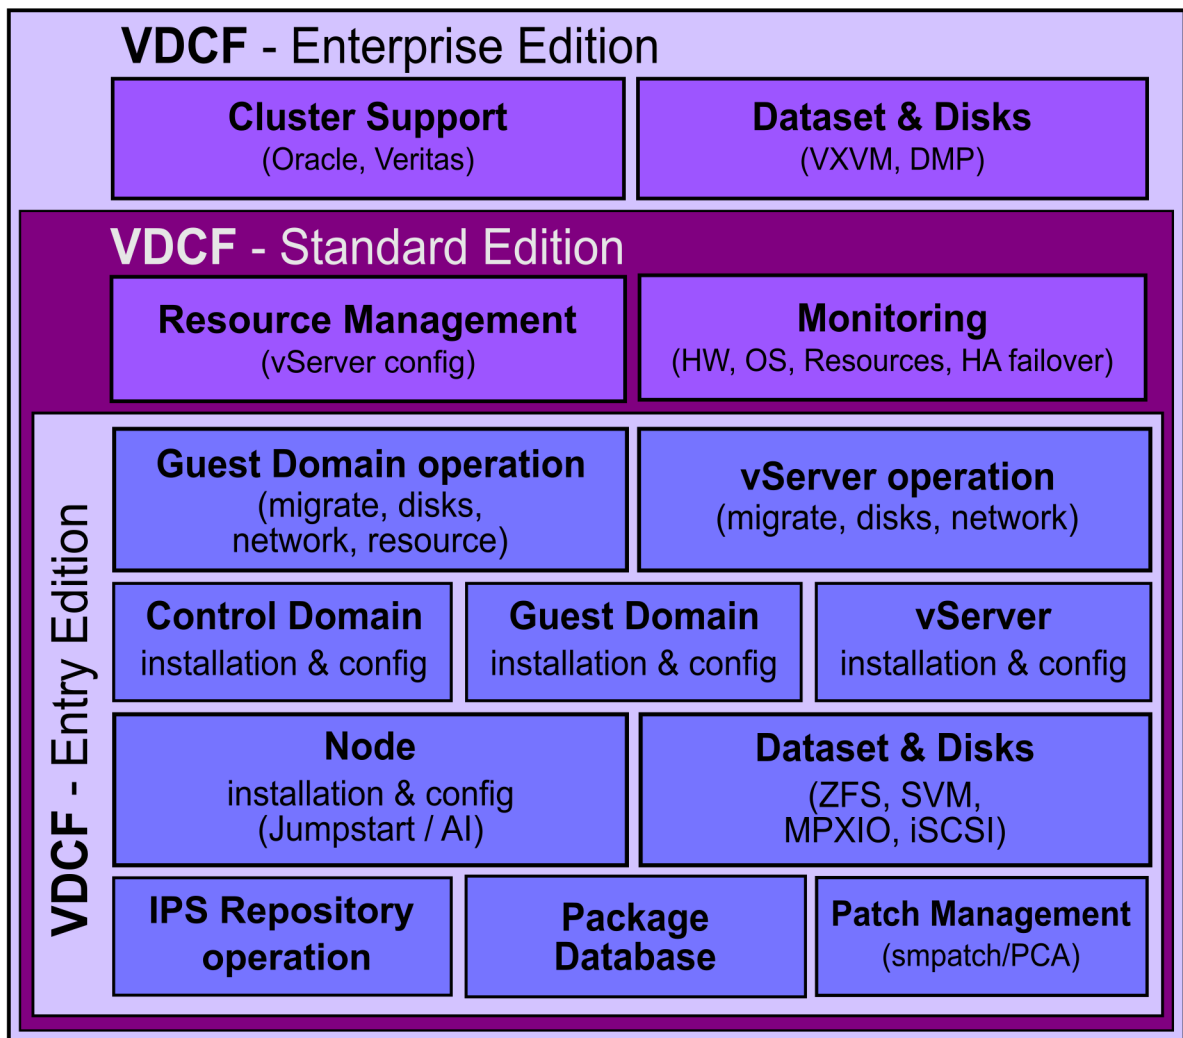 VDCF - Enterprise Edition
Cluster Support
(Oracle, Veritas)
Dataset & Disks
(VXVM, DMP)
VDCF - Standard Edition
Resource Management
(vServer config)
Monitoring
(HW, OS, Resources, HA failover)
VDCF - Entry Edition
Guest Domain operation
(migrate, disks,
network, resource)
vServer operation
(migrate, disks, network)
Control Domain
installation & config
Guest Domain
installation & config
vServer
installation & config
Node
installation & config
(Jumpstart / AI)
Dataset & Disks
(ZFS, SVM,
MPXIO, iSCSI)
IPS Repository
operation
Package
Database
Patch Management
(smpatch/PCA)